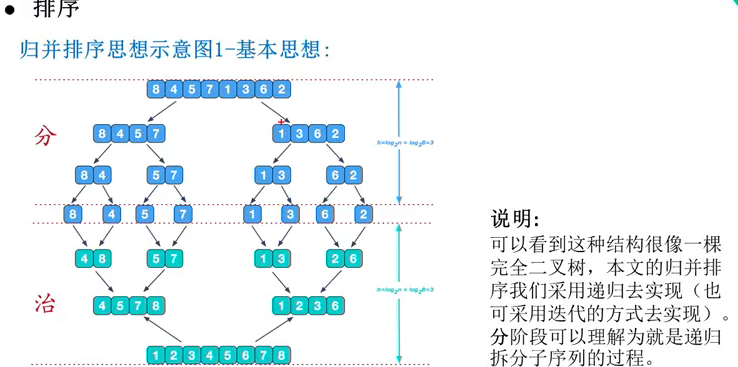 ● 排序
归并排序思想示意图1-基本思想:
8 4 5 7 1 3 6 2
分
8 4 5 7
1 3 6 2
h=log2n = log28=3
8 4
5 7
1 3
6 2
8
4
5
7
1
3
6
2
4 8
5 7
1 3
2 6
h=log2n = log28=3
治
4 5 7 8
1 2 3 6
1 2 3 4 5 6 7 8
说明:
可以看到这种结构很像一棵
完全二叉树，本文的归并排
序我们采用递归去实现（也
可采用迭代的方式去实现）。
分阶段可以理解为就是递归
拆分子序列的过程。